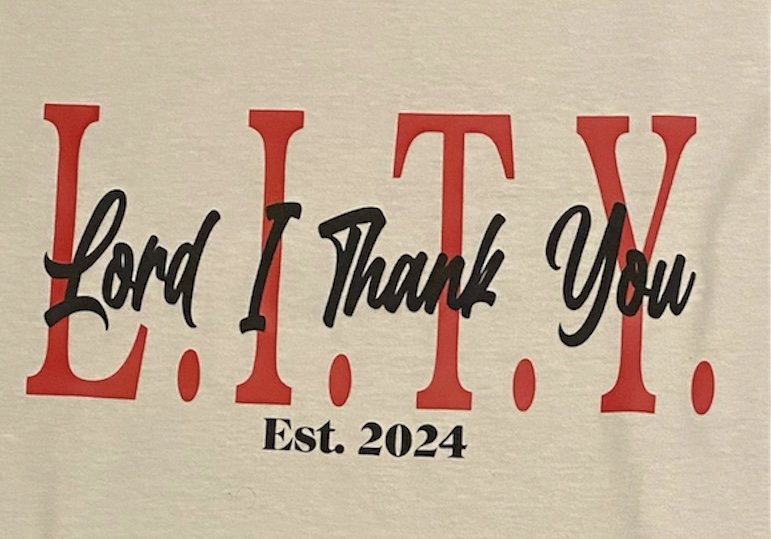 L.I.T.Y.
Lord I Thank You
Est. 2024